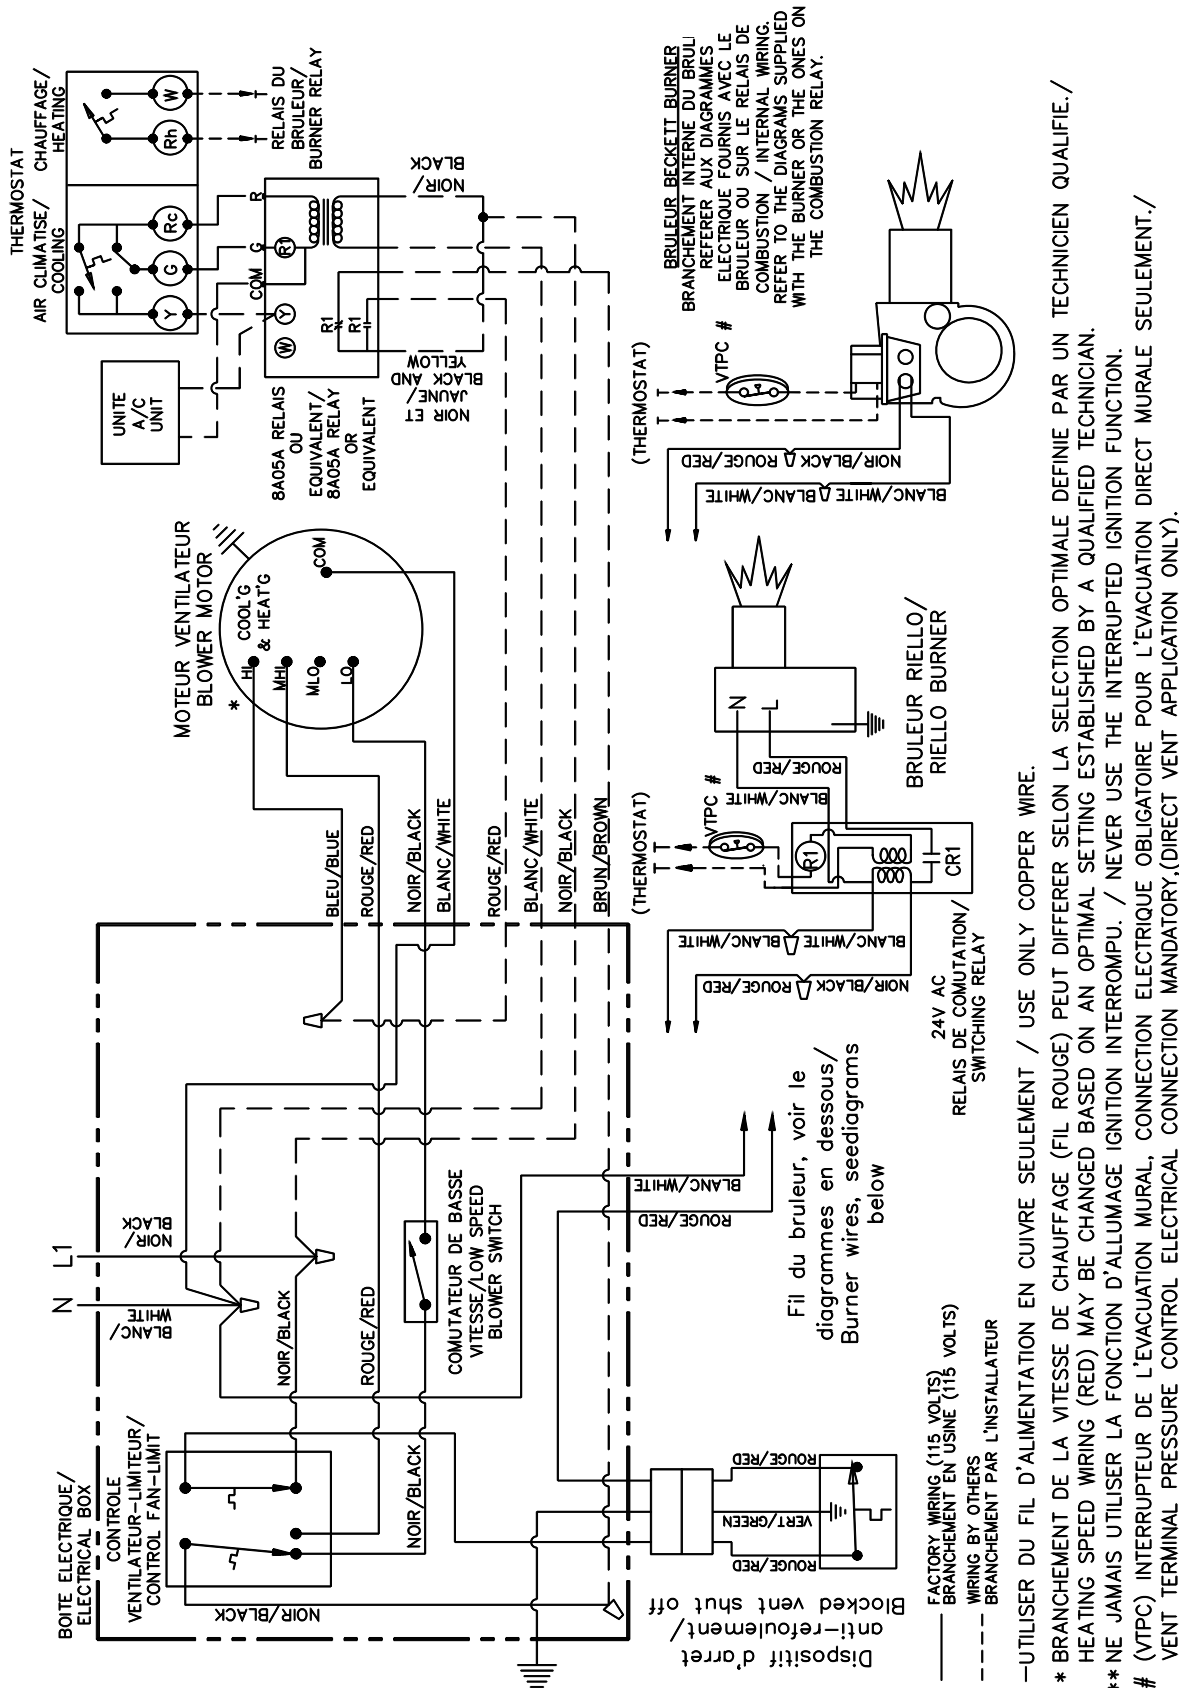 THERMOSTAT
AIR CLIMATISE/
COOLING
CHAUFFAGE/
HEATING
Y
G
Rc
Rh
W
UNITE
A/C
UNIT
RELAIS DU
BRULEUR/
BURNER RELAY
W
Y
COM
G
R
R1
R1
R1
8A05A RELAIS
OU
EQUIVALENT/
8A05A RELAY
OR
EQUIVALENT
NOIR ET
JAUNE/
BLACK AND
YELLOW
NOIR/
BLACK
MOTEUR VENTILATEUR
BLOWER MOTOR
*
COOL'G
& HEAT'G
HI
MHI
MLO
LO
COM
BLEU/BLUE
ROUGE/RED
NOIR/BLACK
BLANC/WHITE
ROUGE/RED
BLANC/WHITE
NOIR/BLACK
BRUN/BROWN
N
L1
BLANC/
WHITE
NOIR/
BLACK
BOITE ELECTRIQUE/
ELECTRICAL BOX
CONTROLE
VENTILATEUR-LIMITEUR/
CONTROL FAN-LIMIT
NOIR/BLACK
NOIR/BLACK
ROUGE/RED
NOIR/BLACK
COMUTATEUR DE BASSE
VITESSE/LOW SPEED
BLOWER SWITCH
BLANC/WHITE
ROUGE/RED
Fil du bruleur, voir le
diagrammes en dessous/
Burner wires, seediagrams
below
Dispositif d'arret
anti-refoulement/
Blocked vent shut off
ROUGE/RED
VERT/GREEN
ROUGE/RED
(THERMOSTAT)
VTPC #
BLANC/WHITE
BLANC/WHITE
NOIR/BLACK
ROUGE/RED
R1
CR1
24V AC
RELAIS DE COMUTATION/
SWITCHING RELAY
BLANC/WHITE
ROUGE/RED
N
L
BRULEUR RIELLO/
RIELLO BURNER
(THERMOSTAT)
VTPC #
NOIR/BLACK
ROUGE/RED
BLANC/WHITE
BLANC/WHITE
BRULEUR BECKETT BURNER
BRANCHEMENT INTERNE DU BRUL
REFERER AUX DIAGRAMMES
ELECTRIQUE FOURNIS AVEC LE
BRULEUR OU SUR LE RELAIS DE
COMBUSTION / INTERNAL WIRING.
REFER TO THE DIAGRAMS SUPPLIED
WITH THE BURNER OR THE ONES ON
THE COMBUSTION RELAY.
FACTORY WIRING (115 VOLTS)
BRANCHEMENT EN USINE (115 VOLTS)
WIRING BY OTHERS
BRANCHEMENT PAR L'INSTALLATEUR
-UTILISER DU FIL D'ALIMENTATION EN CUIVRE SEULEMENT / USE ONLY COPPER WIRE.
* BRANCHEMENT DE LA VITESSE DE CHAUFFAGE (FIL ROUGE) PEUT DIFFERER SELON LA SELECTION OPTIMALE DEFINIE PAR UN TECHNICIEN QUALIFIE./
HEATING SPEED WIRING (RED) MAY BE CHANGED BASED ON AN OPTIMAL SETTING ESTABLISHED BY A QUALIFIED TECHNICIAN.
**NE JAMAIS UTILISER LA FONCTION D'ALLUMAGE IGNITION INTERROMPU. / NEVER USE THE INTERRUPTED IGNITION FUNCTION.
# (VTPC) INTERRUPTEUR DE L'EVACUATION MURAL, CONNECTION ELECTRIQUE OBLIGATOIRE POUR L'EVACUATION DIRECT MURALE SEULEMENT./
VENT TERMINAL PRESSURE CONTROL ELECTRICAL CONNECTION MANDATORY,(DIRECT VENT APPLICATION ONLY).